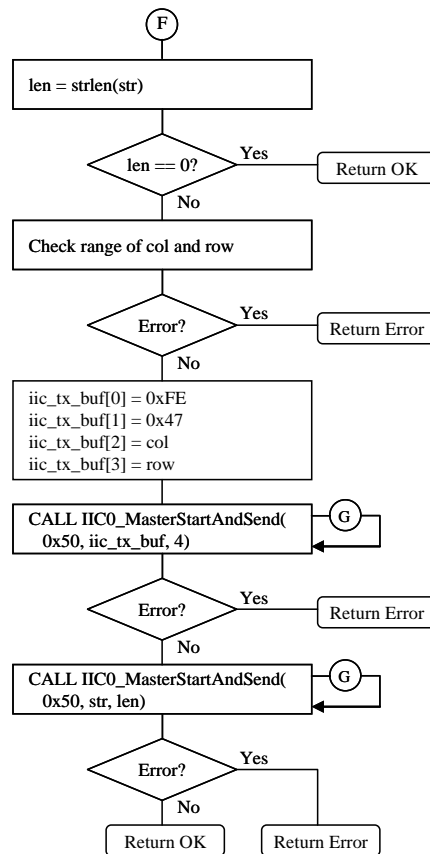 F
len = strlen(str)
len == 0?
Yes
Return OK
No
Check range of col and row
Error?
Yes
Return Error
No
iic_tx_buf[0] = 0xFE
iic_tx_buf[1] = 0x47
iic_tx_buf[2] = col
iic_tx_buf[3] = row
CALL IIC0_MasterStartAndSend(
0x50, iic_tx_buf, 4)
G
Error?
Yes
Return Error
No
CALL IIC0_MasterStartAndSend(
0x50, str, len)
G
Error?
Yes
No
Return OK
Return Error